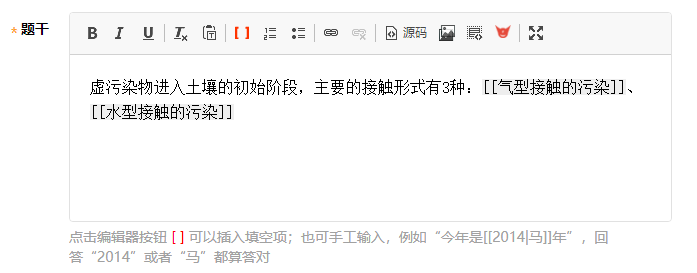 *题干
B I U Tx [ ] 源码
虚污染物进入土壤的初始阶段，主要的接触形式有3种：[[气型接触的污染]]、
[[水型接触的污染]]
点击编辑器按钮 [ ] 可以插入填空项；也可手工输入，例如“今年是[[2014|马]]年”，回
答“2014”或者“马”都算答对